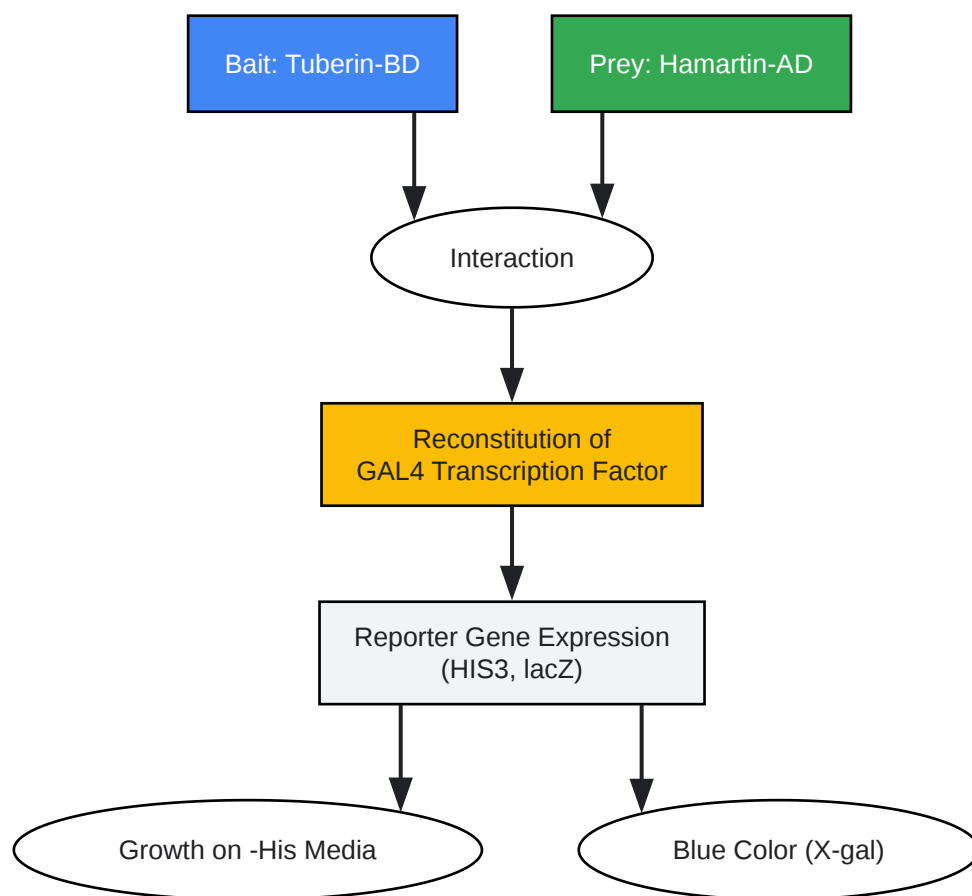 Bait: Tuberin-BD
Prey: Hamartin-AD
Interaction
Reconstitution of
GAL4 Transcription Factor
Reporter Gene Expression
(HIS3, lacZ)
Growth on -His Media
Blue Color (X-gal)